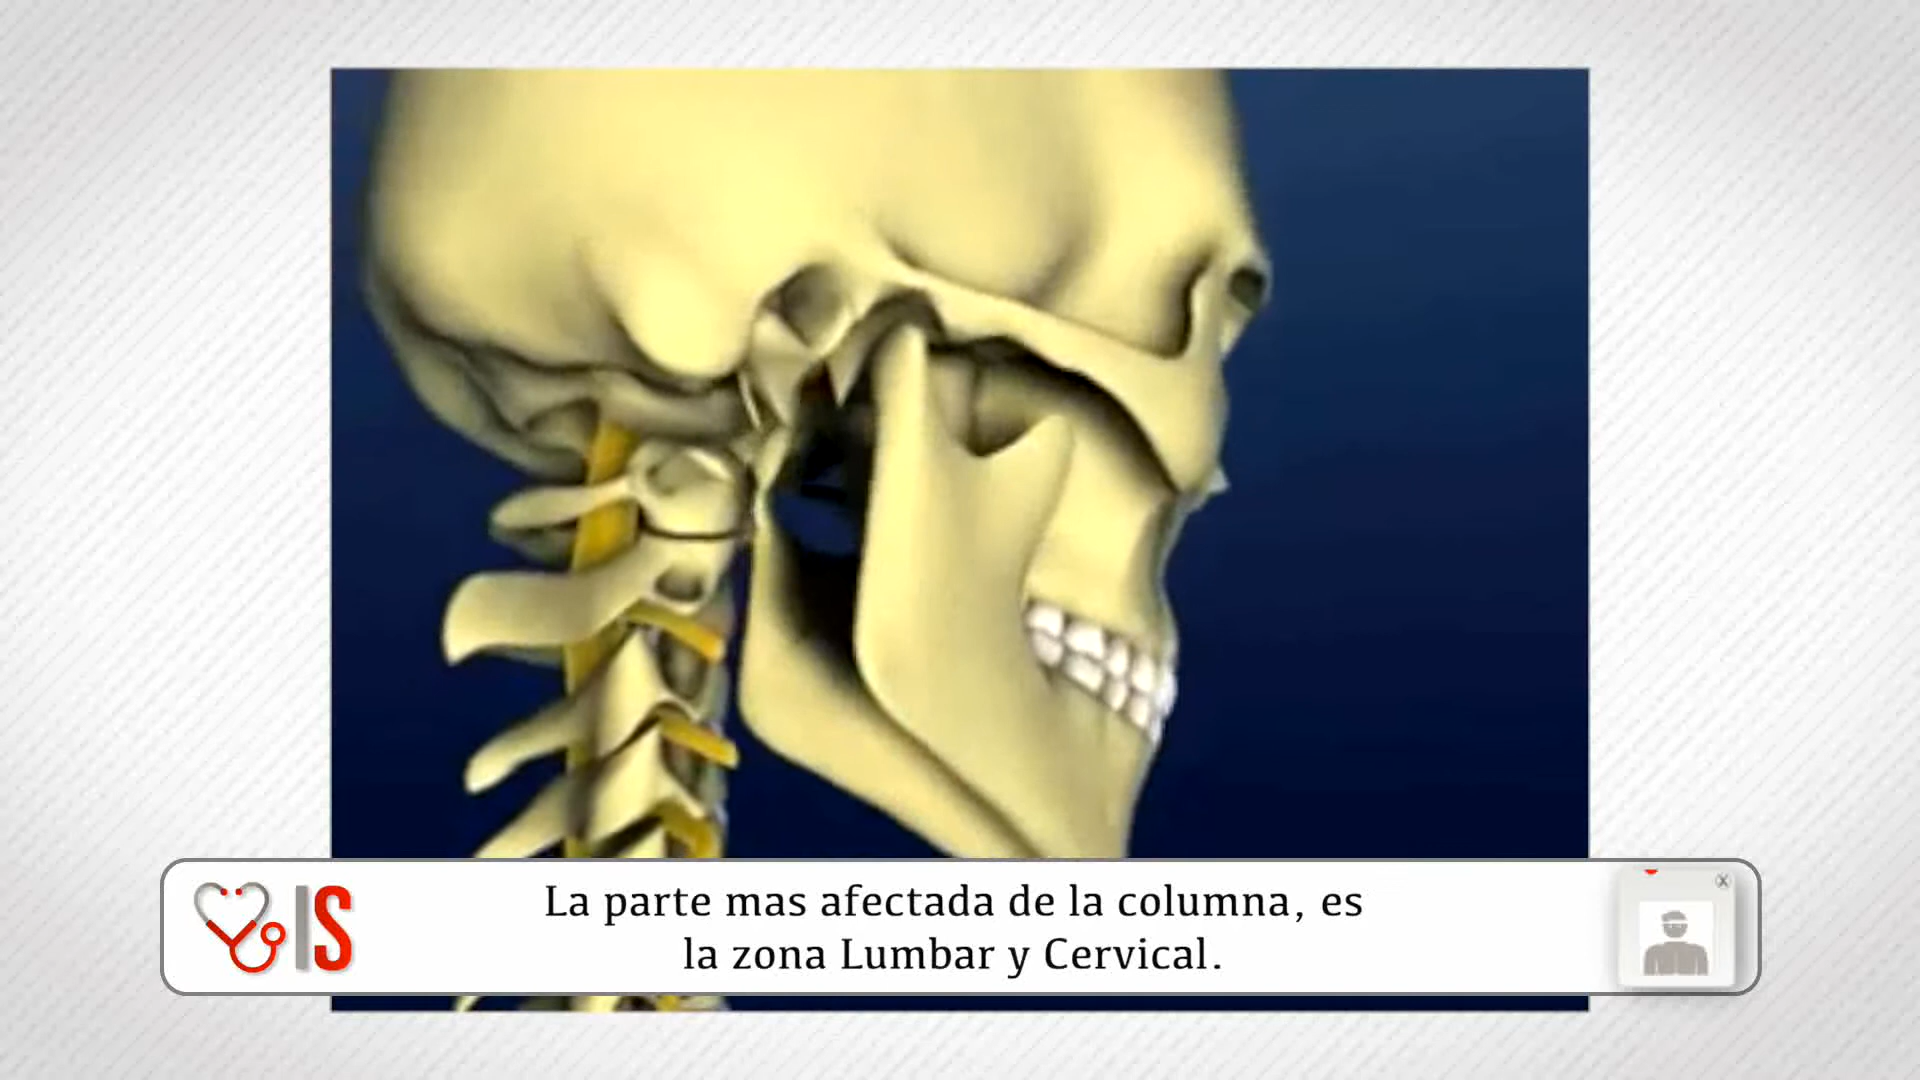 IS
La parte mas afectada de la columna, es
la zona Lumbar y Cervical.